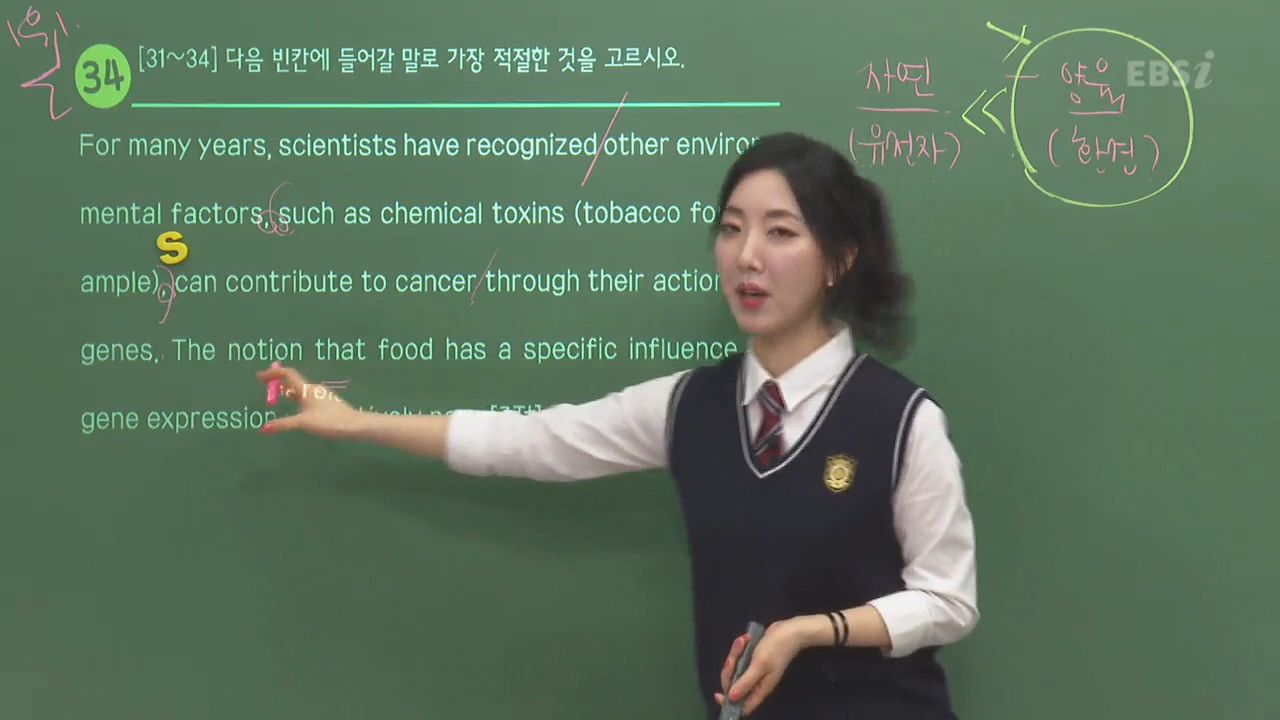 34
[31~34] 다음 빈칸에 들어갈 말로 가장 적절한 것을 고르시오.
For many years, scientists have recognized other environ
mental factors, such as chemical toxins (tobacco fo
S
ample), can contribute to cancer through their action
genes. The notion that food has a specific influence
gene expression
자연
(유전자)
<<
양육
(환경)
EBSi